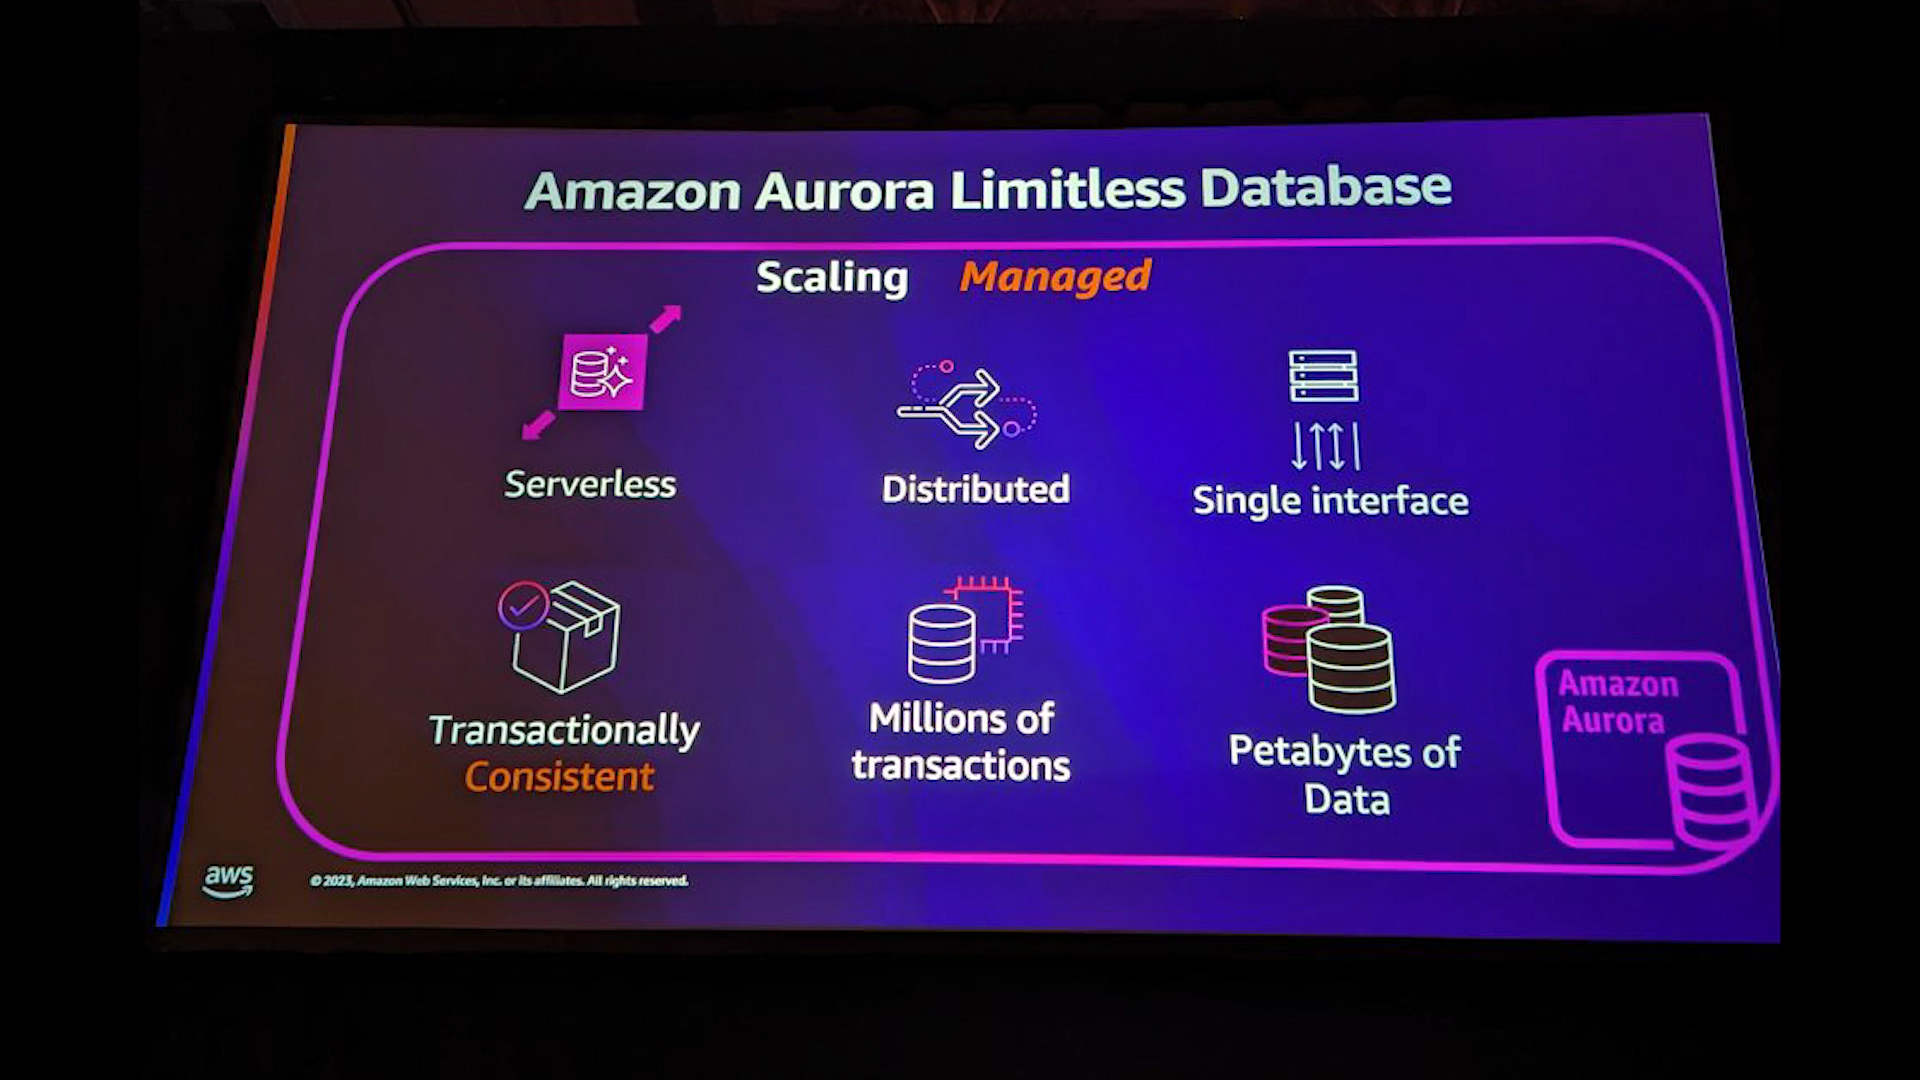 Amazon Aurora Limitless Database
Scaling Managed
Serverless
Distributed
Single interface
Transactionally
Consistent
Millions of
transactions
Petabytes of
Data
Amazon
Aurora
aws
© 2023, Amazon Web Services, Inc. or its affiliates. All rights reserved.